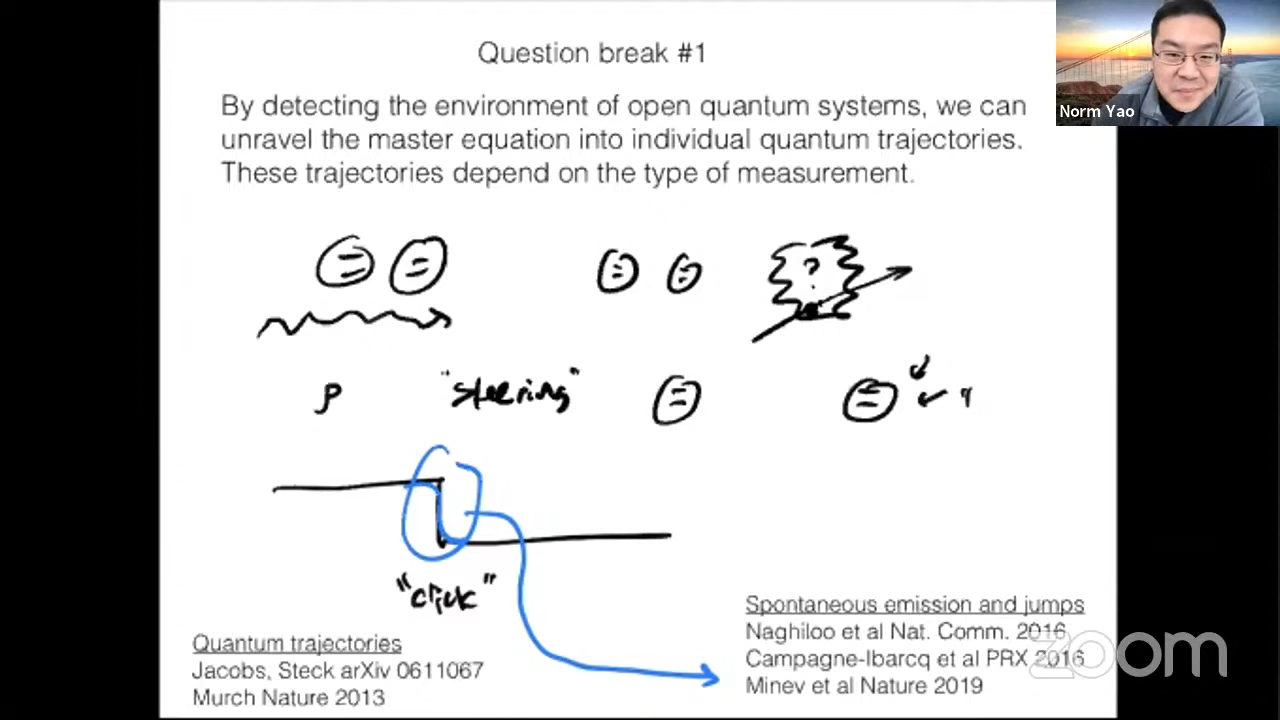 Question break #1
Norm Yao
By detecting the environment of open quantum systems, we can
unravel the master equation into individual quantum trajectories.
These trajectories depend on the type of measurement.
?
ρ "steering"
"click"
Quantum trajectories
Jacobs, Steck arXiv 0611067
Murch Nature 2013
Spontaneous emission and jumps
Naghiloo et al Nat. Comm. 2016
Campagne-Ibarcq et al PRX 2016
Minev et al Nature 2019
zoom